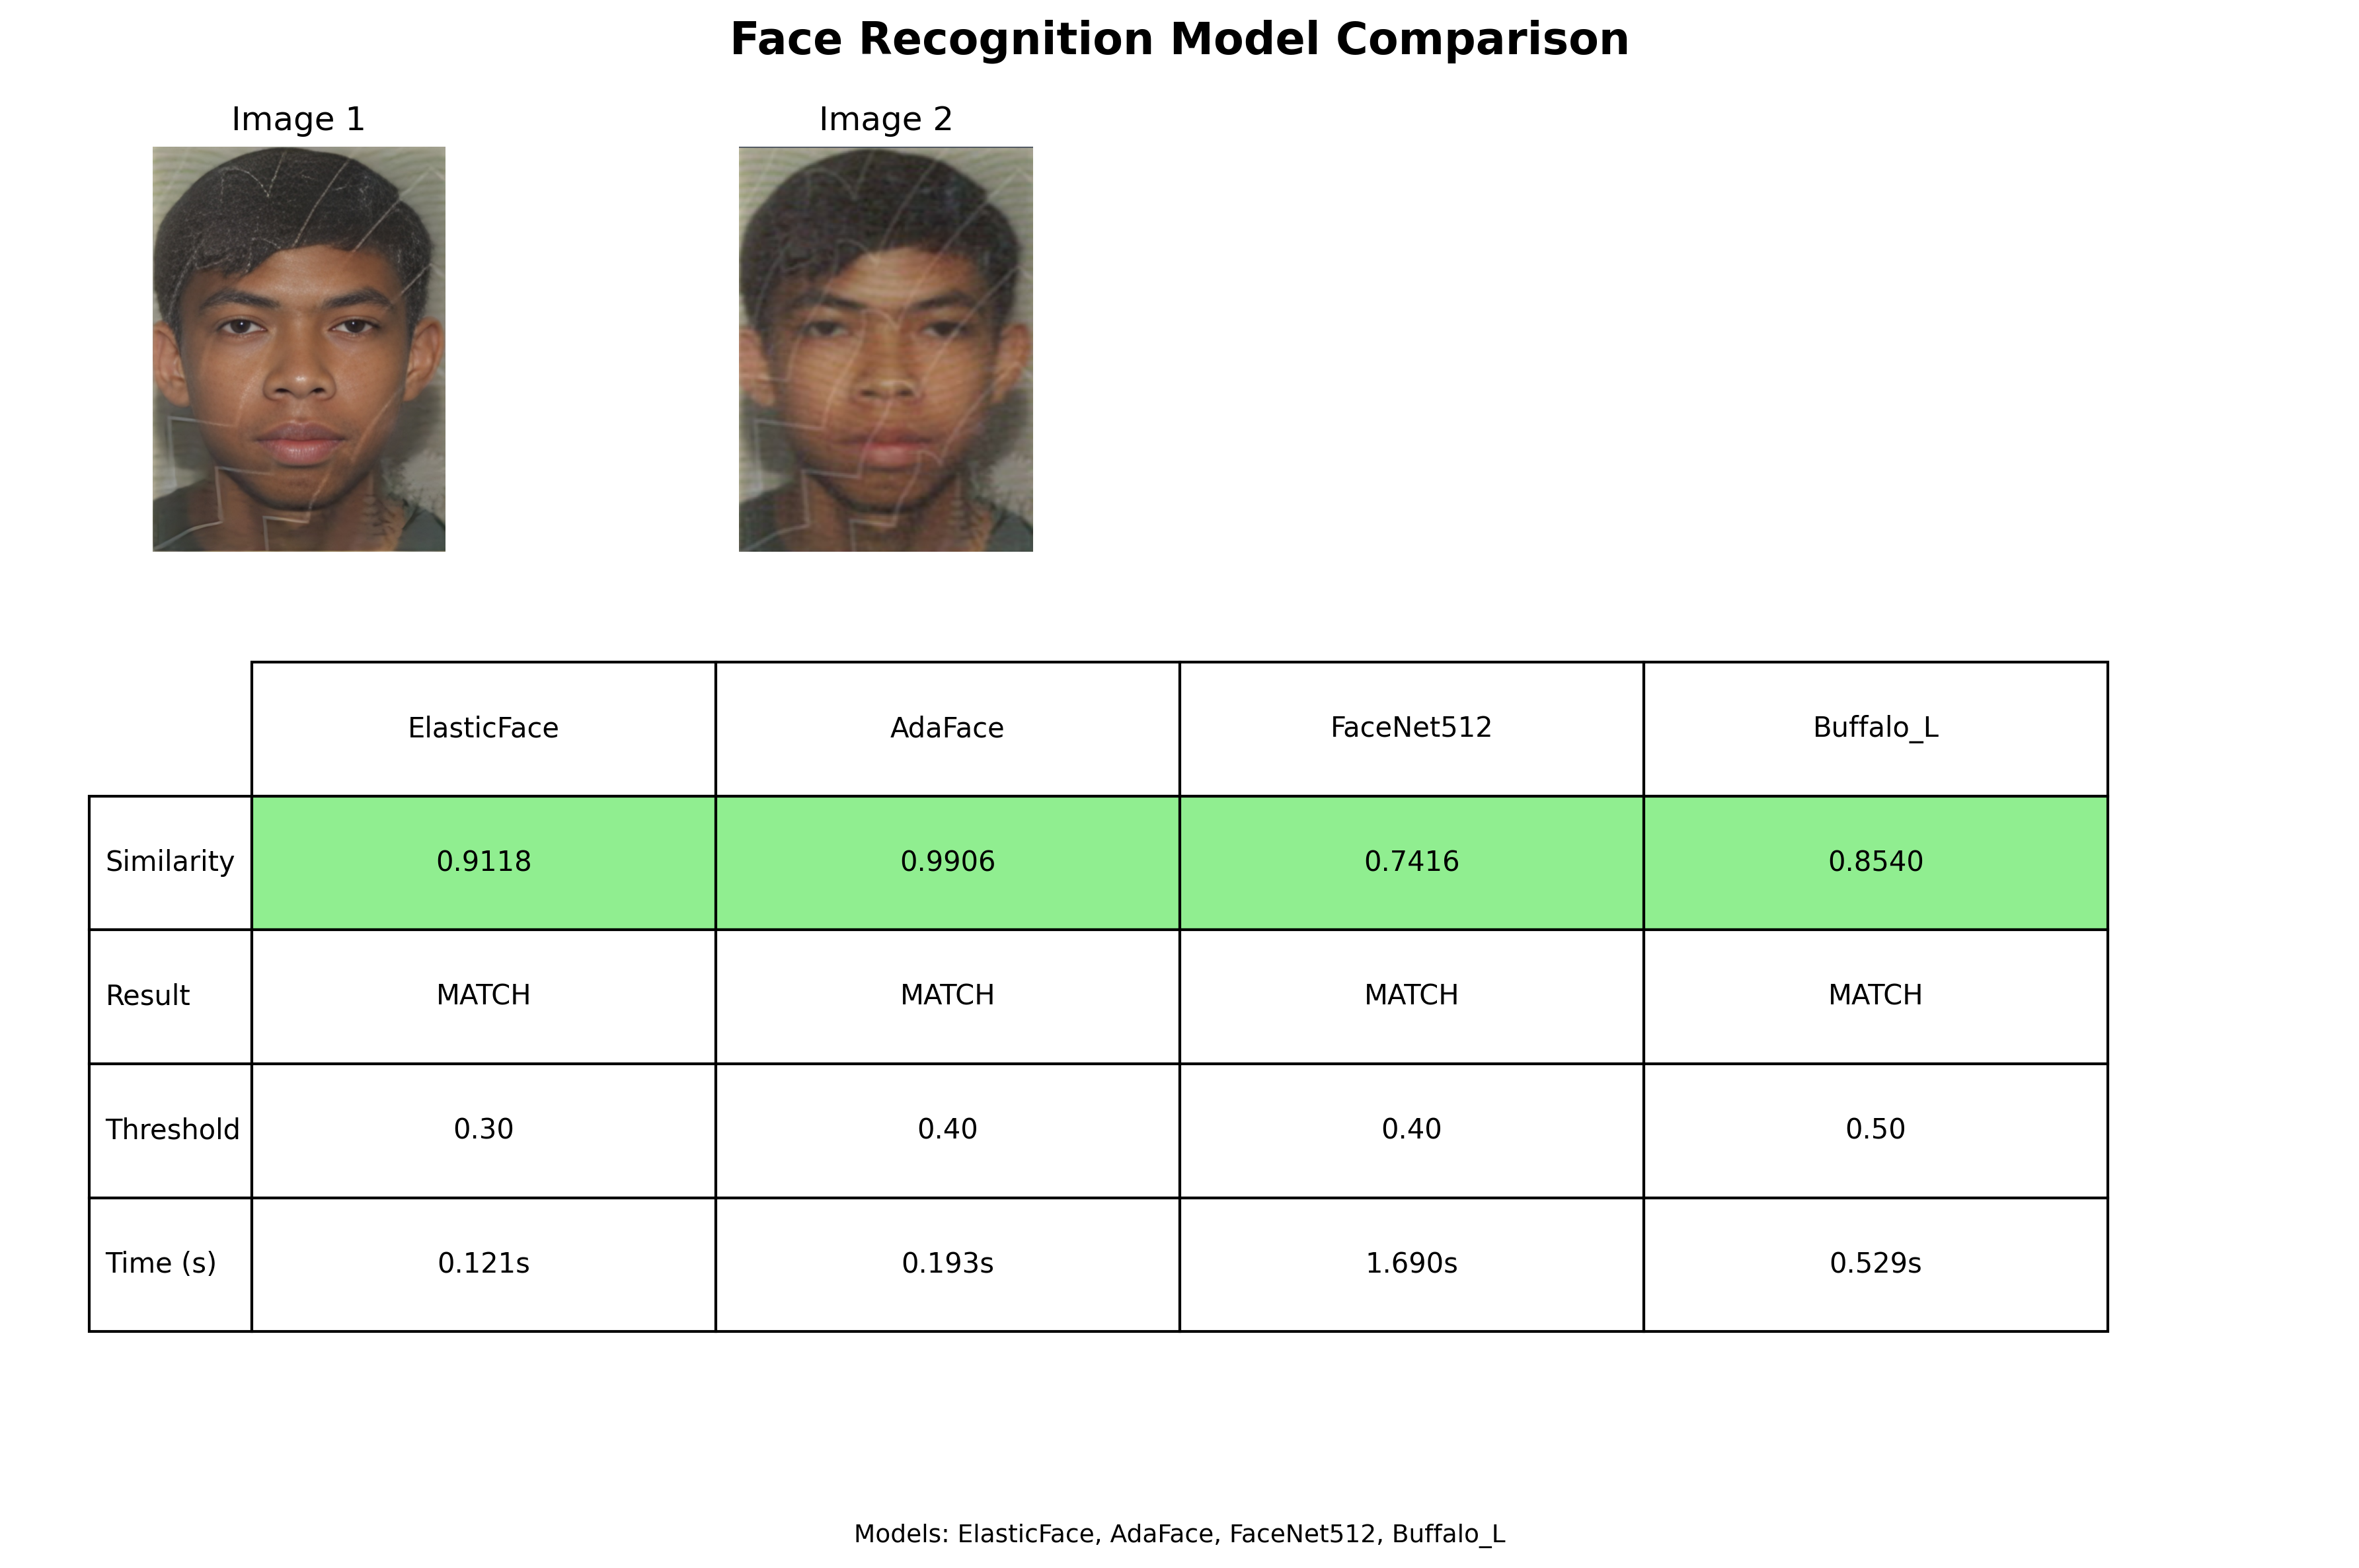 Face Recognition Model Comparison
Image 1 Image 2
ElasticFace AdaFace FaceNet512 Buffalo_L
Similarity 0.9118 0.9906 0.7416 0.8540
Result MATCH MATCH MATCH MATCH
Threshold 0.30 0.40 0.40 0.50
Time (s) 0.121s 0.193s 1.690s 0.529s
Models: ElasticFace, AdaFace, FaceNet512, Buffalo_L